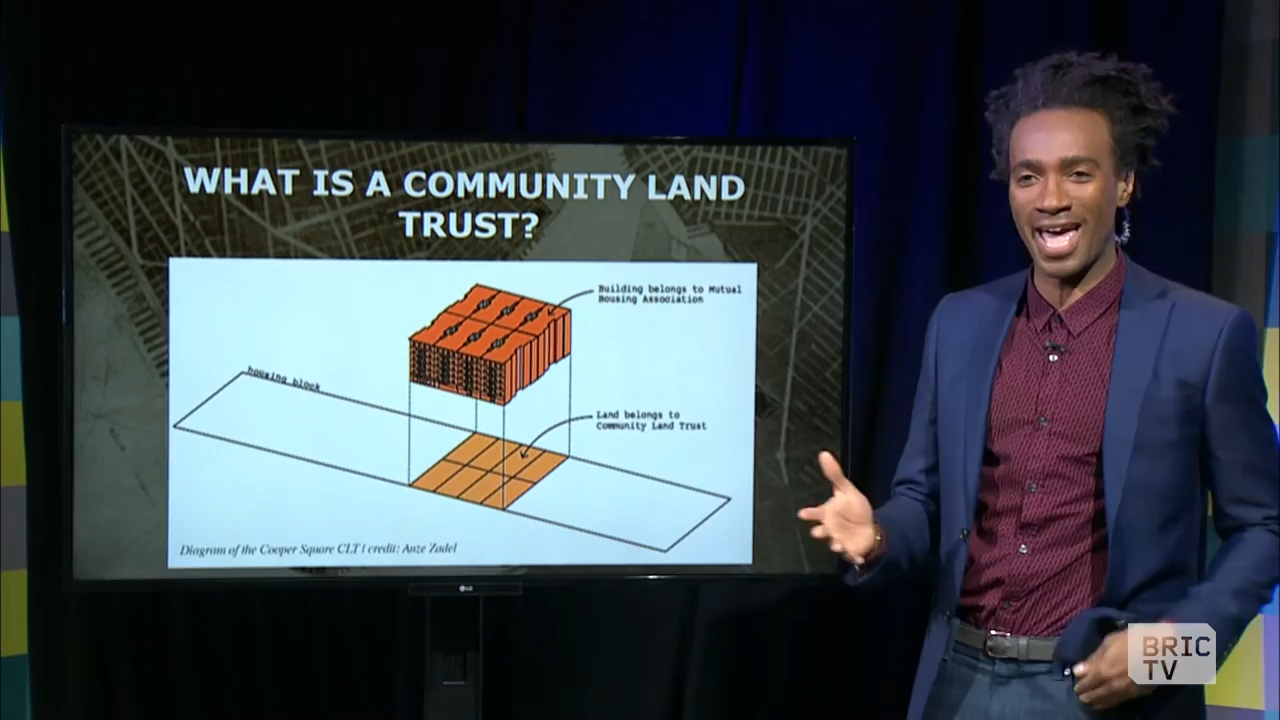 WHAT IS A COMMUNITY LAND
TRUST?
Building belongs to Mutual
Housing Association
housing block
Land belongs to
Community Land Trust
Diagram of the Cooper Square CLT | credit: Anze Zadel
LG
BRIC
TV